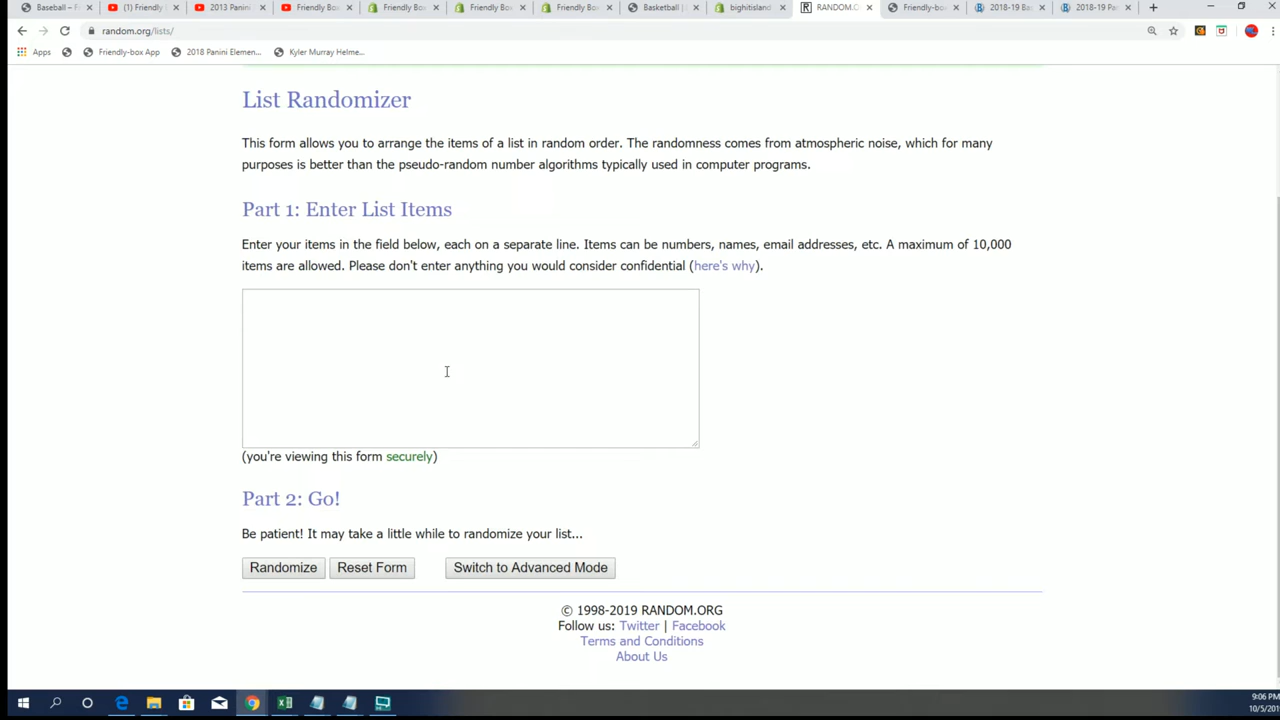 Baseball – F
(1) Friendly
2013 Panini
Friendly Box
Friendly Box
Friendly Box
Friendly Box
Basketball
bighitisland
RANDOM.O
Friendly-box
2018-19 Ba
2018-19 Pa
random.org/lists/
Apps
Friendly-box App
2018 Panini Elemen...
Kyler Murray Helme...
List Randomizer
This form allows you to arrange the items of a list in random order. The randomness comes from atmospheric noise, which for many
purposes is better than the pseudo-random number algorithms typically used in computer programs.
Part 1: Enter List Items
Enter your items in the field below, each on a separate line. Items can be numbers, names, email addresses, etc. A maximum of 10,000
items are allowed. Please don't enter anything you would consider confidential (here's why).
(you're viewing this form securely)
Part 2: Go!
Be patient! It may take a little while to randomize your list...
Randomize
Reset Form
Switch to Advanced Mode
© 1998-2019 RANDOM.ORG
Follow us: Twitter | Facebook
Terms and Conditions
About Us
9:06 PM
10/5/201